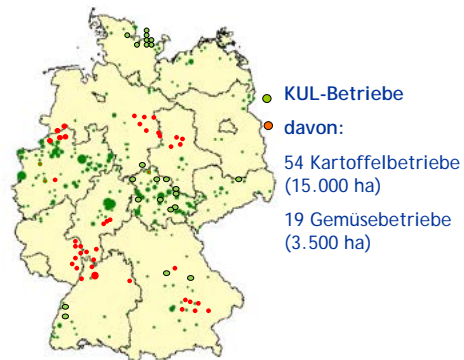 KUL-Betriebe
davon:
54 Kartoffelbetriebe
(15.000 ha)
19 Gemüsebetriebe
(3.500 ha)